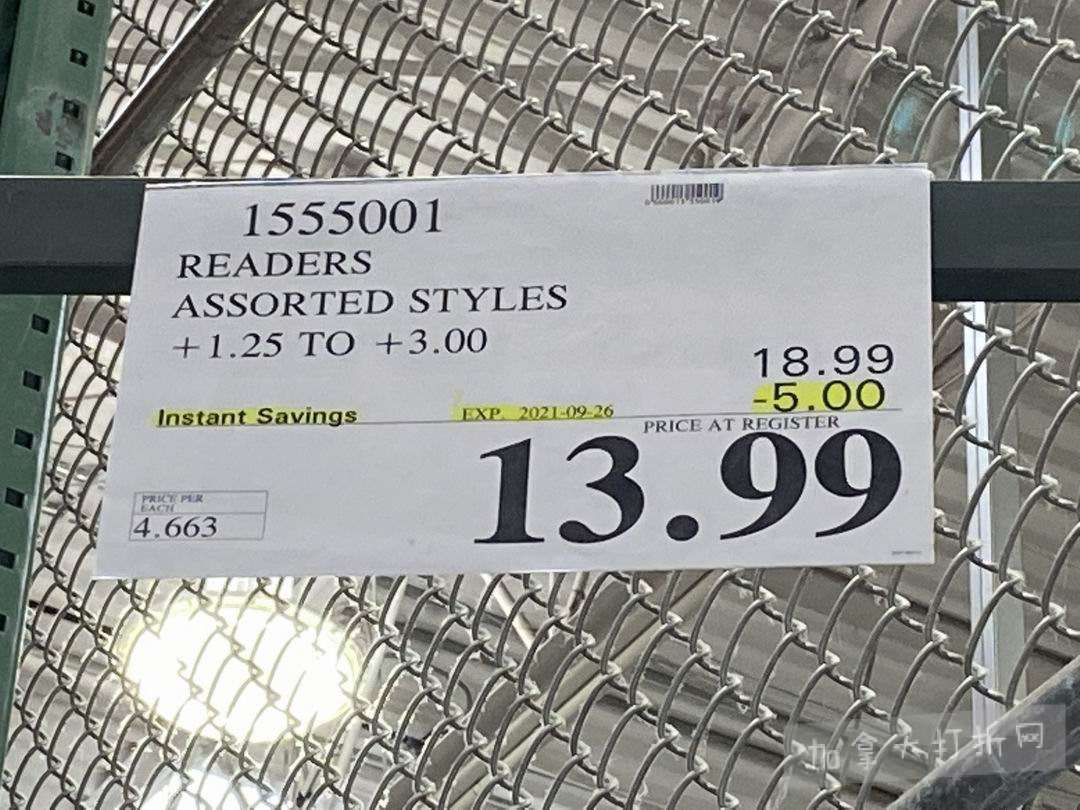 1555001
READERS
ASSORTED STYLES
+1.25 TO +3.00
18.99
Instant Savings EXP. 2021-09-26 -5.00
PRICE AT REGISTER
13.99
PRICE PER
EACH
4.663
加拿大打折网